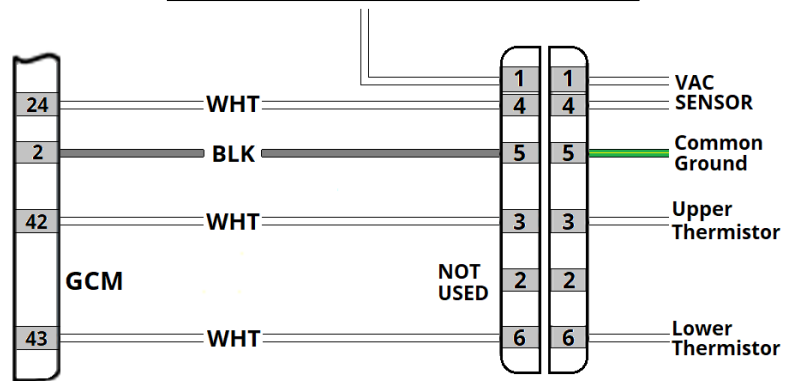 1 1 VAC
24 WHT 4 4 SENSOR
2 BLK 5 5 Common
Ground
42 WHT 3 3 Upper
Thermistor
GCM NOT
USED 2 2
43 WHT 6 6 Lower
Thermistor